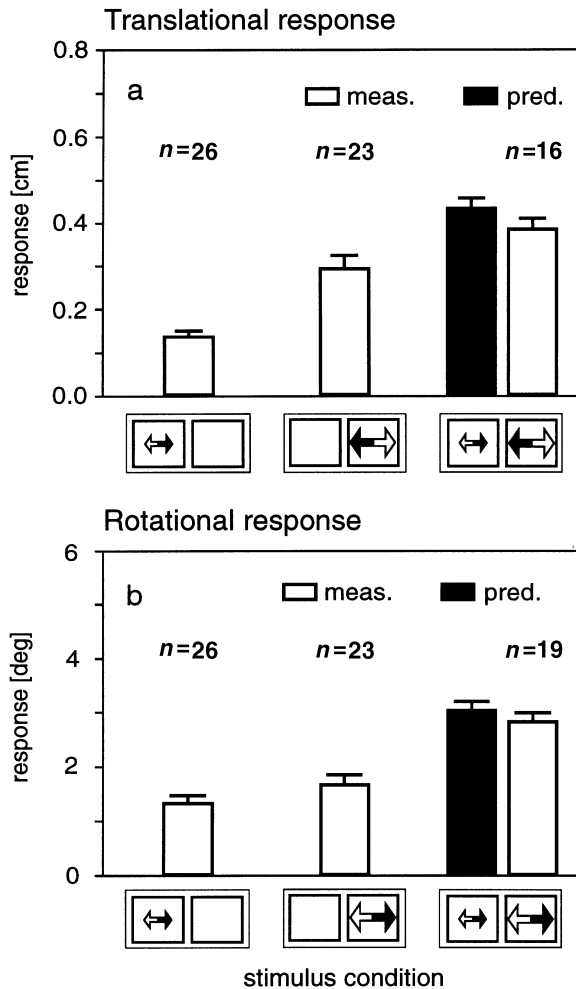 Translational response
0.8
a
meas.
pred.
0.6
n=26
n=23
n=16
response [cm]
0.4
0.2
0.0
Rotational response
6
b
meas.
pred.
n=26
n=23
n=19
4
response [deg]
2
0
stimulus condition